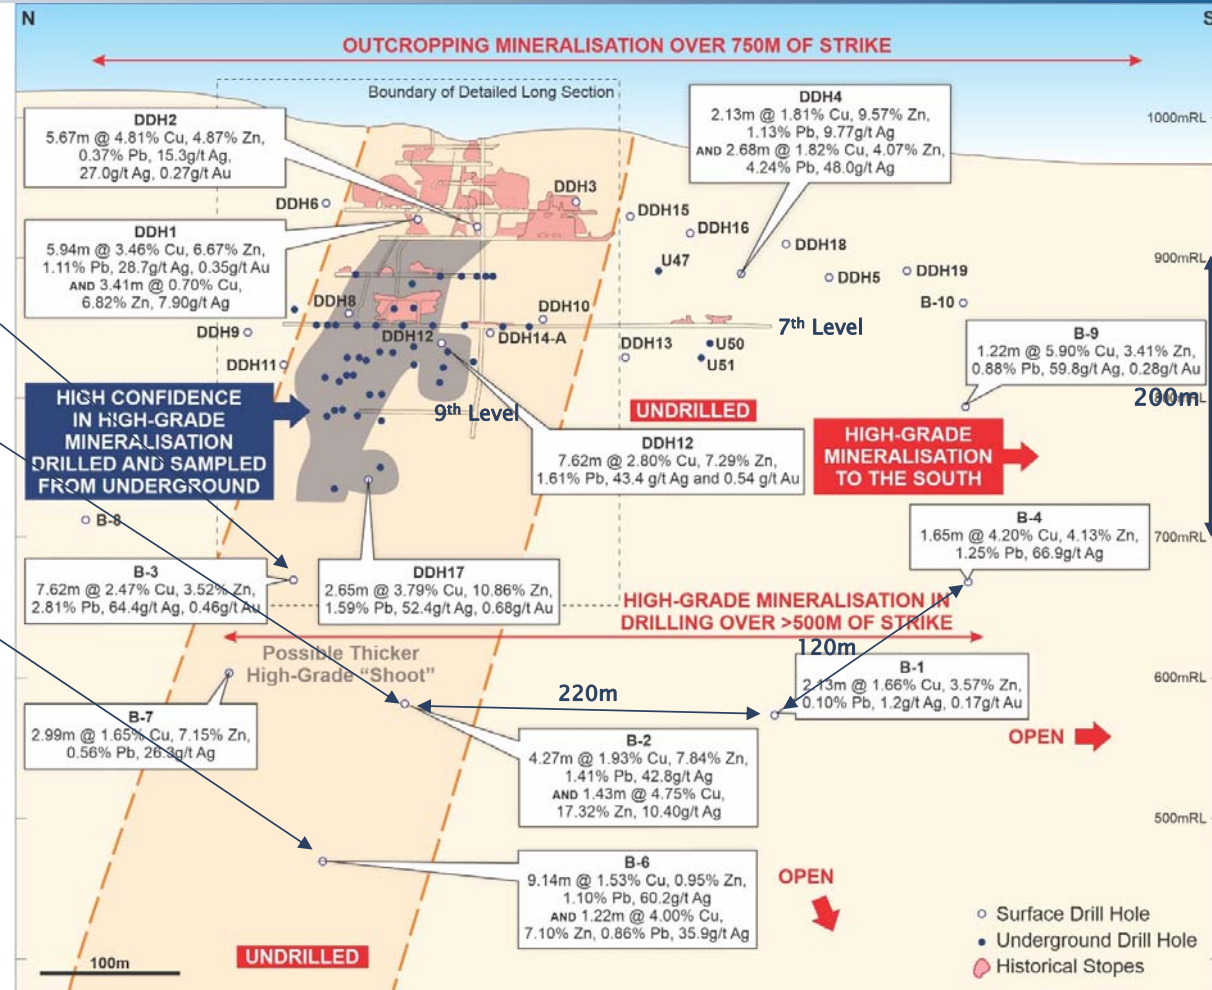 N
S
OUTCROPPING MINERALISATION OVER 750M OF STRIKE
Boundary of Detailed Long Section
1000mRL
DDH2
5.67m @ 4.81% Cu, 4.87% Zn,
0.37% Pb, 15.3g/t Ag,
27.0g/t Ag, 0.27g/t Au
DDH4
2.13m @ 1.81% Cu, 9.57% Zn,
1.13% Pb, 9.77g/t Ag
AND 2.68m @ 1.82% Cu, 4.07% Zn,
4.24% Pb, 48.0g/t Ag
DDH6
DDH3
DDH15
DDH16
DDH18
DDH1
5.94m @ 3.46% Cu, 6.67% Zn,
1.11% Pb, 28.7g/t Ag, 0.35g/t Au
AND 3.41m @ 0.70% Cu,
6.82% Zn, 7.90g/t Ag
U47
DDH5
DDH19
900mRL
B-10
DDH8
DDH10
DDH9
DDH12
DDH14-A
7th Level
DDH13
U50
U51
DDH11
B-9
1.22m @ 5.90% Cu, 3.41% Zn,
0.88% Pb, 59.8g/t Ag, 0.28g/t Au
200m
HIGH CONFIDENCE
IN HIGH-GRADE
MINERALISATION
DRILLED AND SAMPLED
FROM UNDERGROUND
9th Level
UNDRILLED
DDH12
7.62m @ 2.80% Cu, 7.29% Zn,
1.61% Pb, 43.4 g/t Ag and 0.54 g/t Au
HIGH-GRADE
MINERALISATION
TO THE SOUTH
B-8
B-4
1.65m @ 4.20% Cu, 4.13% Zn,
1.25% Pb, 66.9g/t Ag
700mRL
B-3
7.62m @ 2.47% Cu, 3.52% Zn,
2.81% Pb, 64.4g/t Ag, 0.46g/t Au
DDH17
2.65m @ 3.79% Cu, 10.86% Zn,
1.59% Pb, 52.4g/t Ag, 0.68g/t Au
HIGH-GRADE MINERALISATION IN
DRILLING OVER >500M OF STRIKE
Possible Thicker
High-Grade "Shoot"
120m
220m
B-1
2.13m @ 1.66% Cu, 3.57% Zn,
0.10% Pb, 1.2g/t Ag, 0.17g/t Au
600mRL
B-7
2.99m @ 1.65% Cu, 7.15% Zn,
0.56% Pb, 26.3g/t Ag
OPEN
B-2
4.27m @ 1.93% Cu, 7.84% Zn,
1.41% Pb, 42.8g/t Ag
AND 1.43m @ 4.75% Cu,
17.32% Zn, 10.40g/t Ag
500mRL
B-6
9.14m @ 1.53% Cu, 0.95% Zn,
1.10% Pb, 60.2g/t Ag
AND 1.22m @ 4.00% Cu,
7.10% Zn, 0.86% Pb, 35.9g/t Ag
OPEN
UNDRILLED
100m
Surface Drill Hole
Underground Drill Hole
Historical Stopes